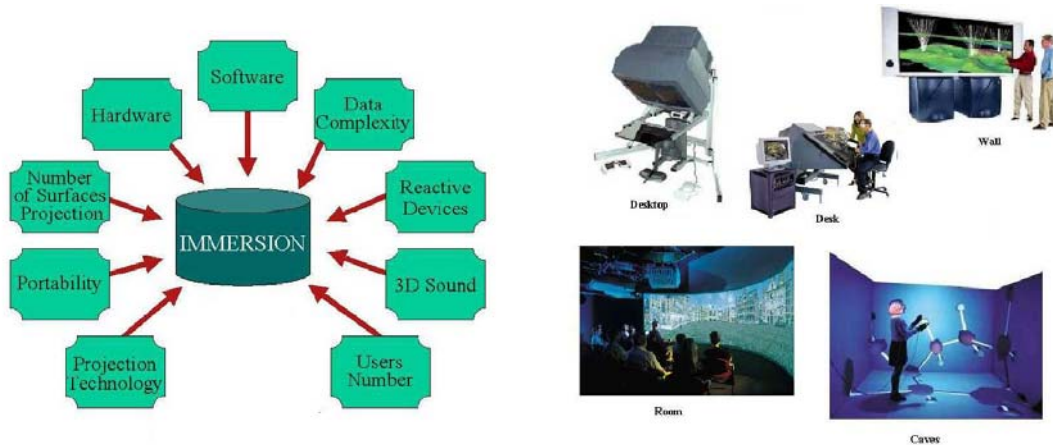 Software
Hardware
Data
Complexity
Number
of Surfaces
Projection
Reactive
Devices
IMMERSION
Portability
3D Sound
Projection
Technology
Users
Number
Desktop
Desk
Wall
Room
Caves